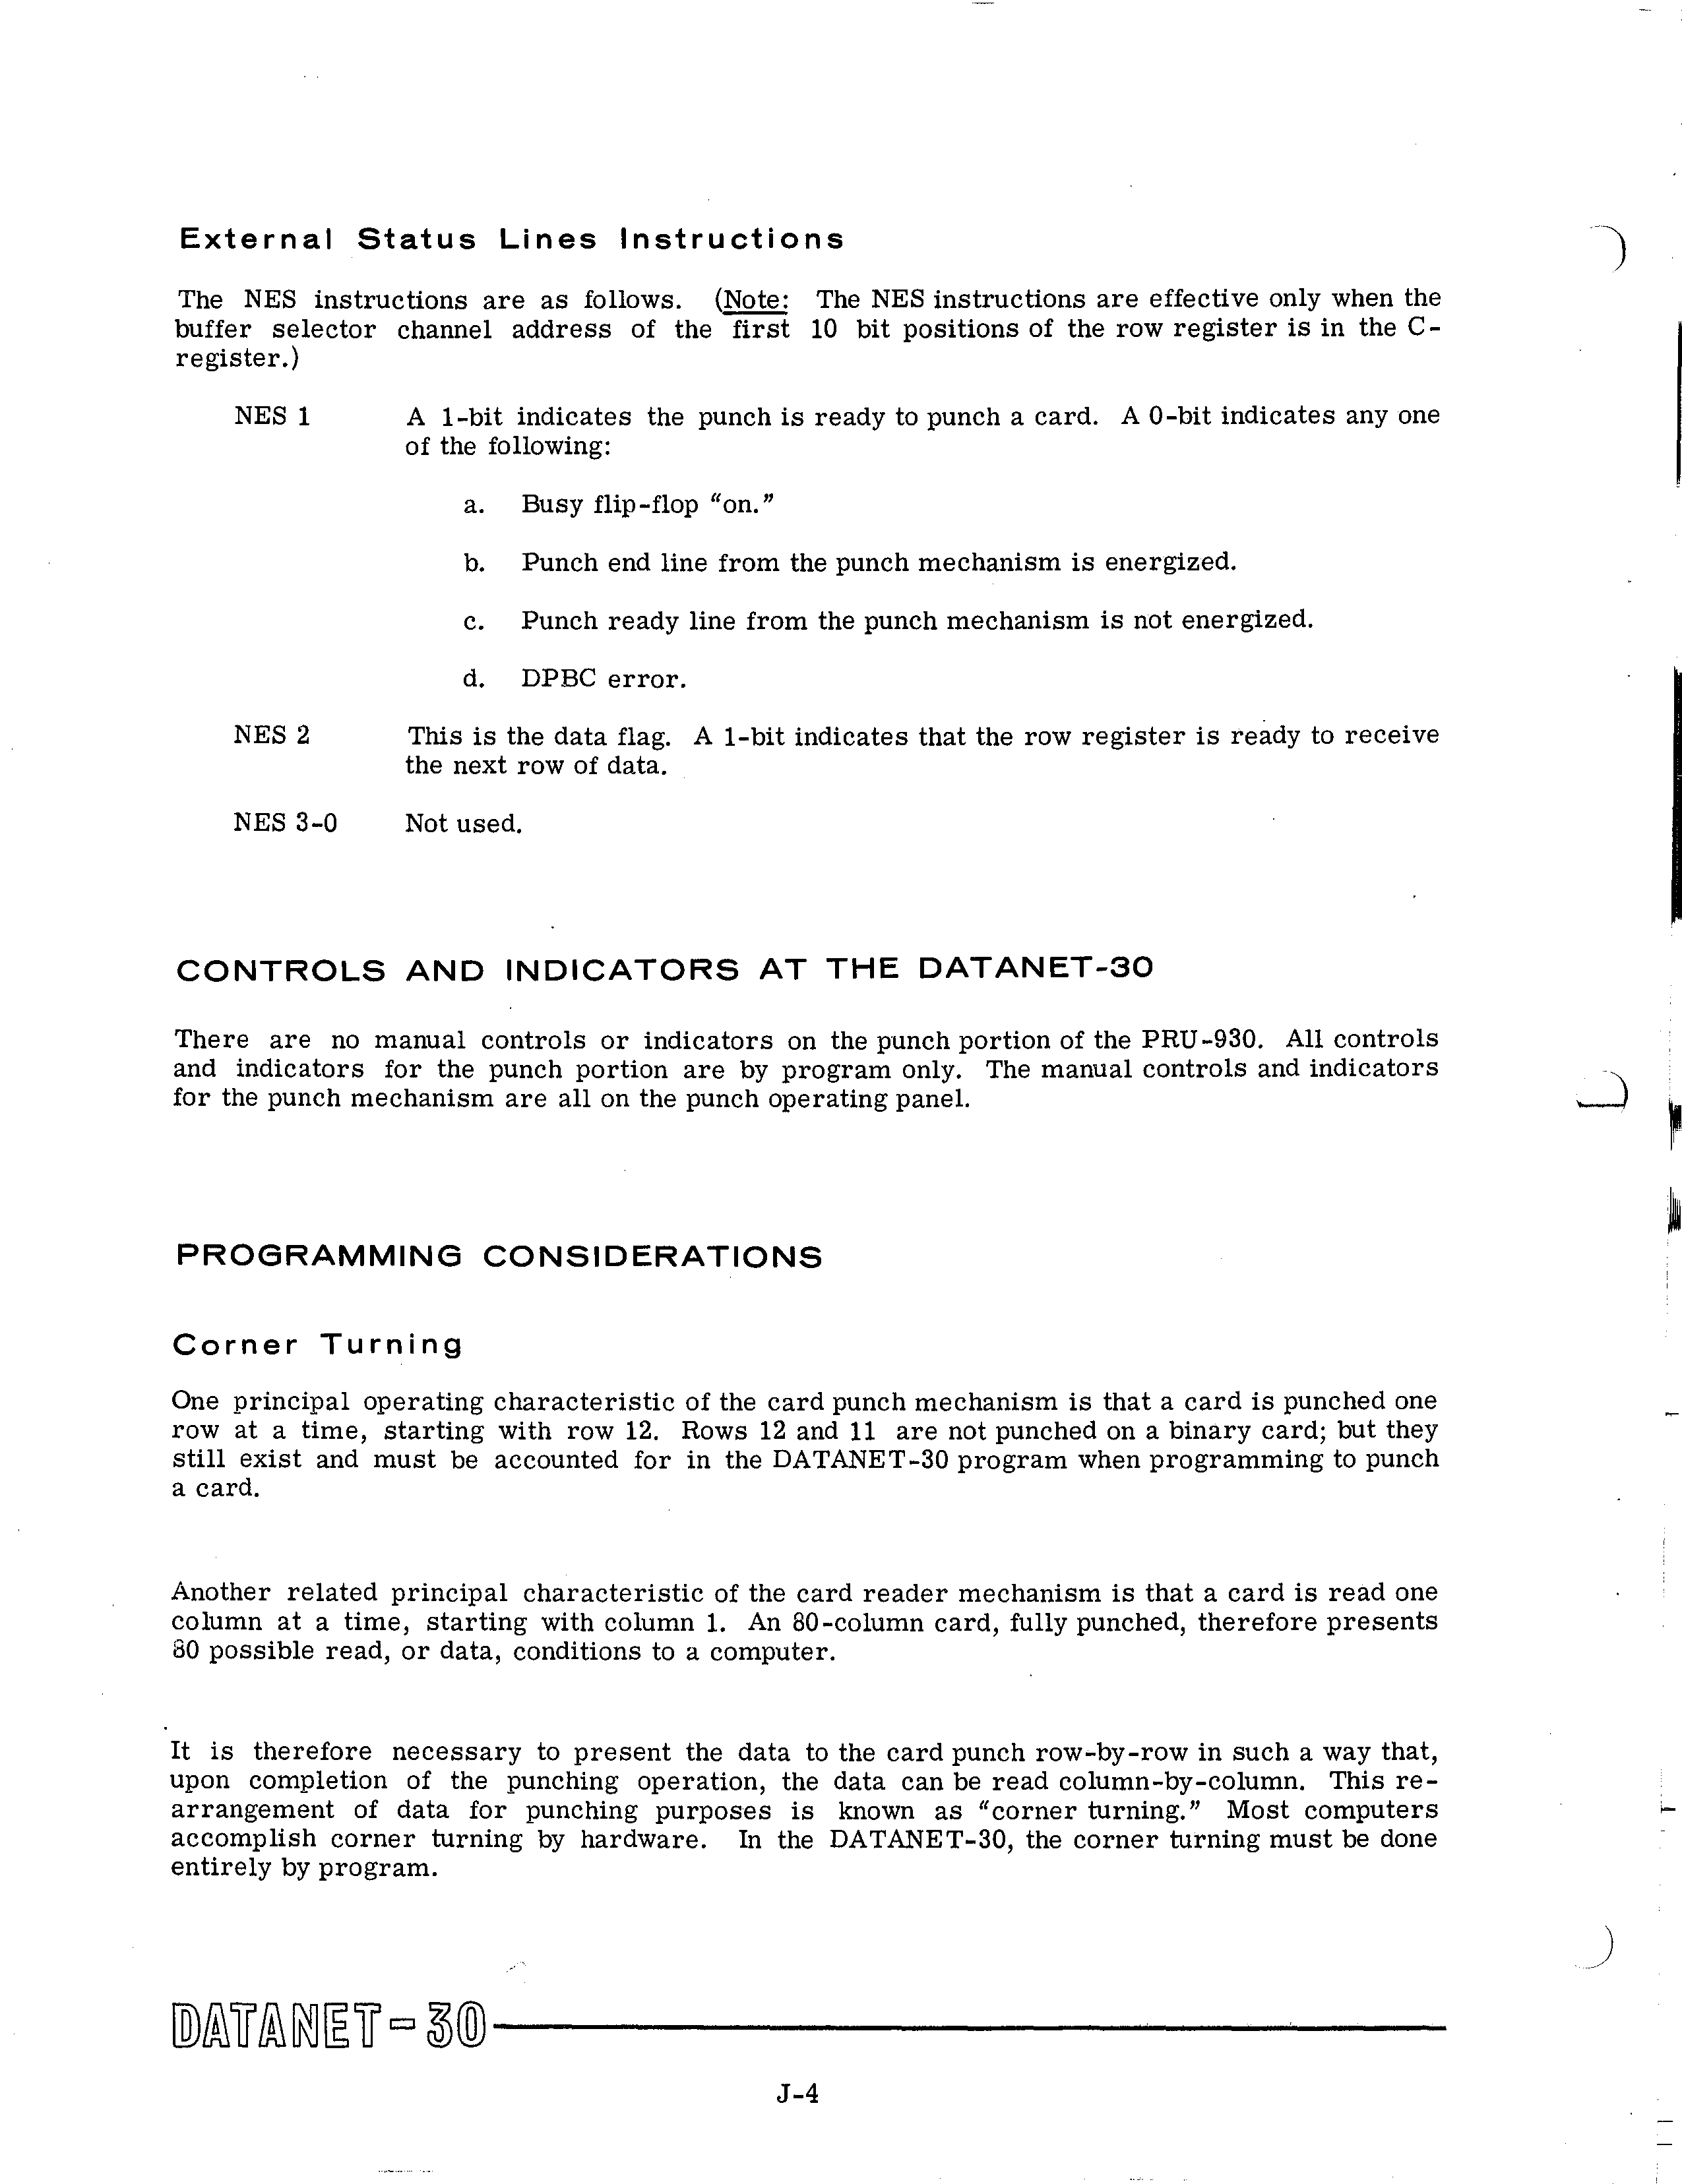 External Status Lines Instructions
The NES instructions are as follows. (Note: The NES instructions are effective only when the
buffer selector channel address of the first 10 bit positions of the row register is in the C-
register.)
NES 1 A 1-bit indicates the punch is ready to punch a card. A 0-bit indicates any one
of the following:
a. Busy flip-flop “on.”
b. Punch end line from the punch mechanism is energized.
c. Punch ready line from the punch mechanism is not energized.
d. DPBC error.
NES 2 This is the data flag. A 1-bit indicates that the row register is ready to receive
the next row of data.
NES 3-0 Not used.
CONTROLS AND INDICATORS AT THE DATANET-30
There are no manual controls or indicators on the punch portion of the PRU-930. All controls
and indicators for the punch portion are by program only. The manual controls and indicators
for the punch mechanism are all on the punch operating panel.
PROGRAMMING CONSIDERATIONS
Corner Turning
One principal operating characteristic of the card punch mechanism is that a card is punched one
row at a time, starting with row 12. Rows 12 and 11 are not punched on a binary card; but they
still exist and must be accounted for in the DATANET-30 program when programming to punch
a card.
Another related principal characteristic of the card reader mechanism is that a card is read one
column at a time, starting with column 1. An 80-column card, fully punched, therefore presents
80 possible read, or data, conditions to a computer.
It is therefore necessary to present the data to the card punch row-by-row in such a way that,
upon completion of the punching operation, the data can be read column-by-column. This re-
arrangement of data for punching purposes is known as “corner turning.” Most computers
accomplish corner turning by hardware. In the DATANET-30, the corner turning must be done
entirely by program.
DATANET-30
J-4